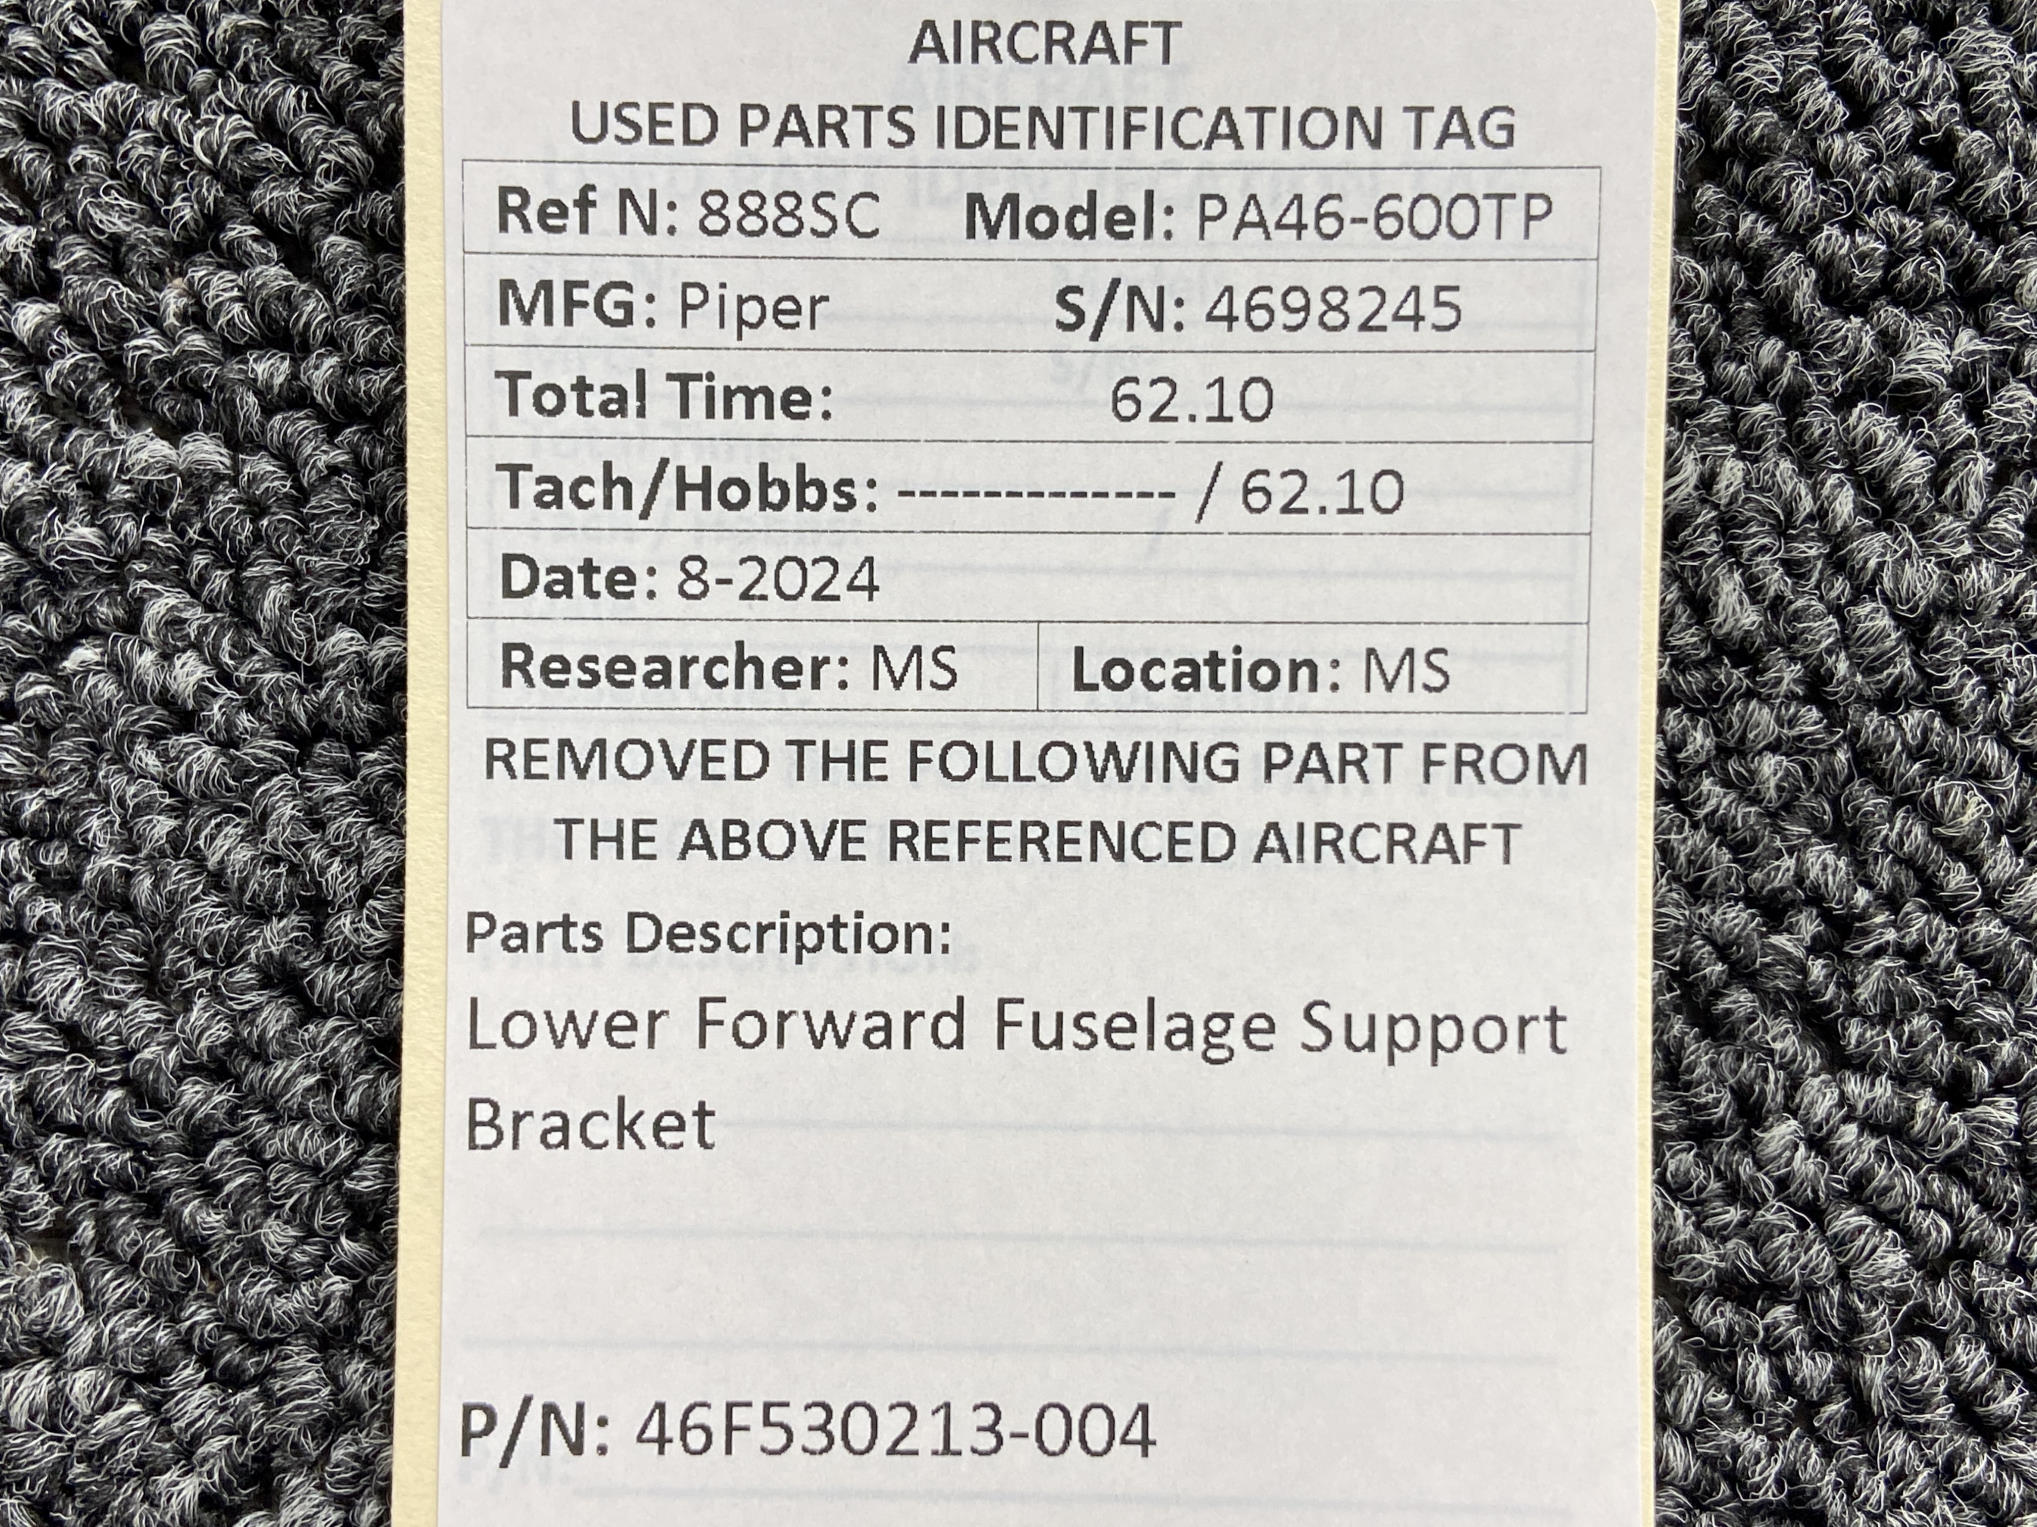 AIRCRAFT
USED PARTS IDENTIFICATION TAG
Ref N: 888SC Model: PA46-600TP
MFG: Piper S/N: 4698245
Total Time: 62.10
Tach/Hobbs: ------------- / 62.10
Date: 8-2024
Researcher: MS Location: MS
REMOVED THE FOLLOWING PART FROM
THE ABOVE REFERENCED AIRCRAFT
Parts Description:
Lower Forward Fuselage Support
Bracket
P/N: 46F530213-004